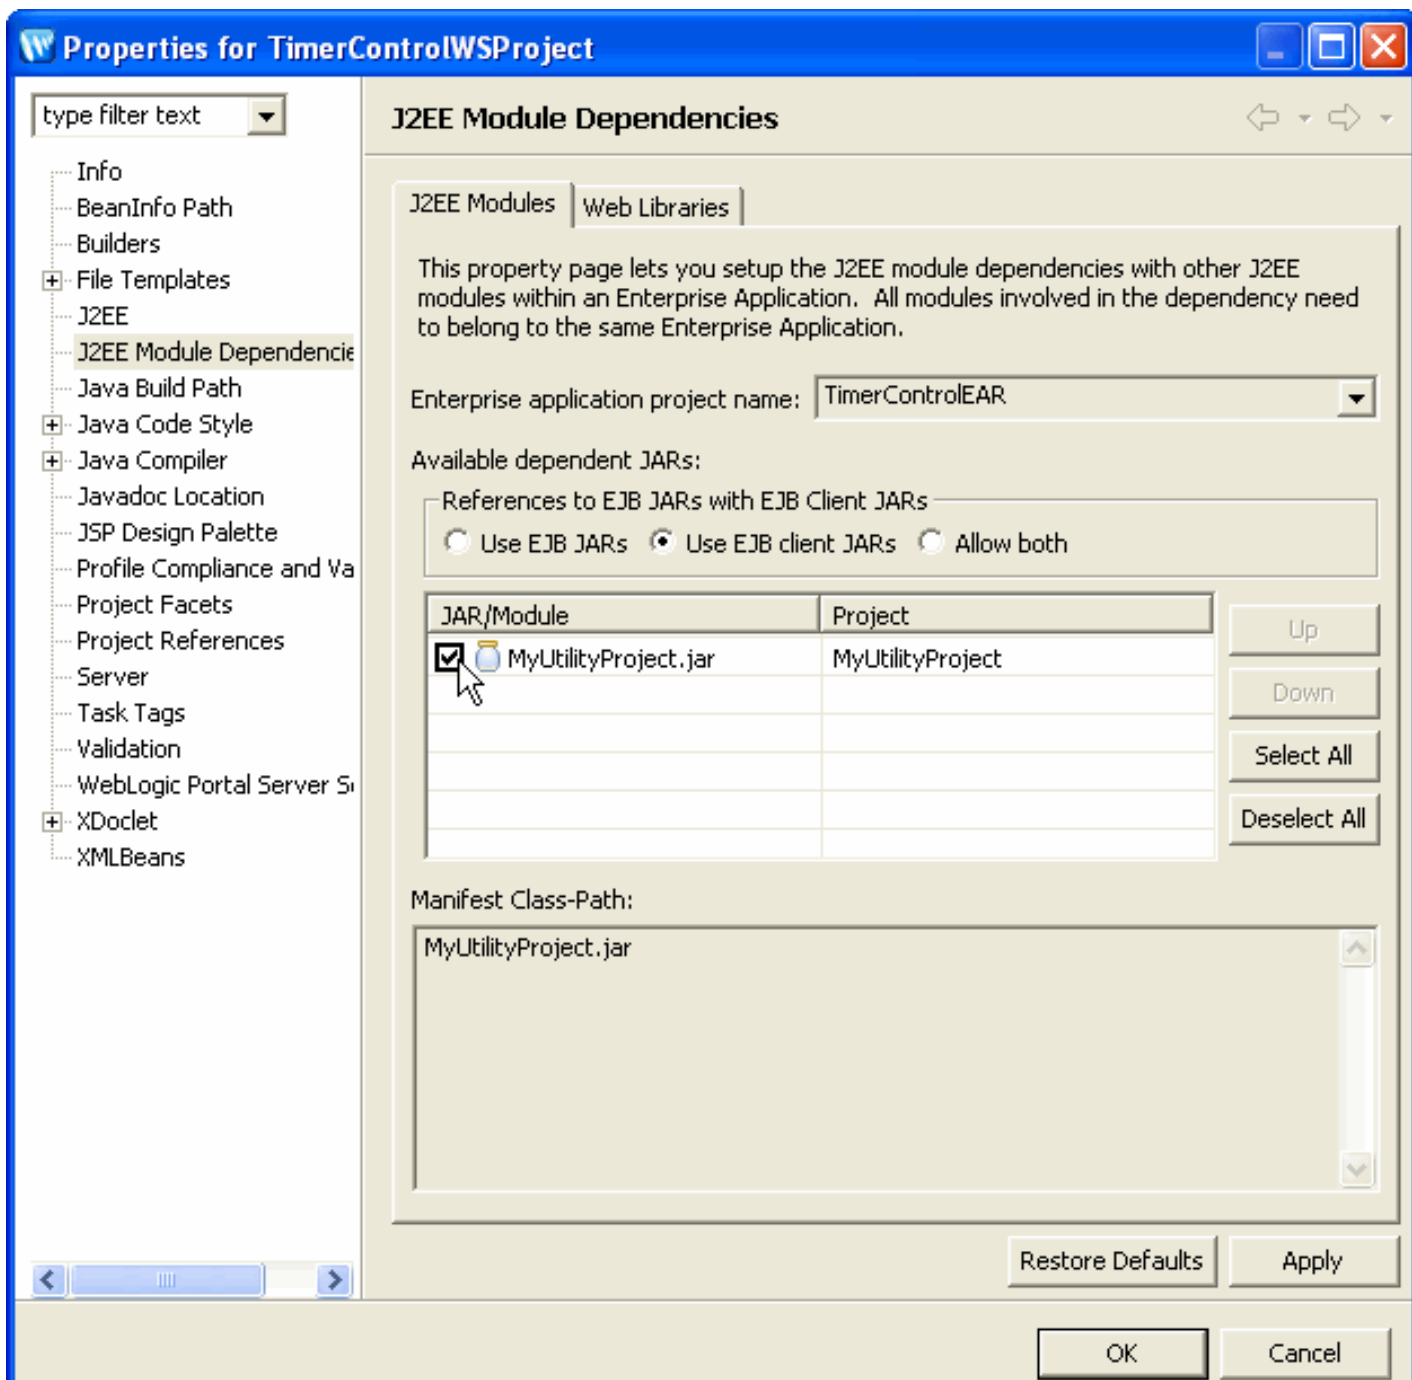 Properties for TimerControlWSProject
type filter text
Info
BeanInfo Path
Builders
File Templates
J2EE
J2EE Module Dependencie
Java Build Path
Java Code Style
Java Compiler
Javadoc Location
JSP Design Palette
Profile Compliance and Va
Project Facets
Project References
Server
Task Tags
Validation
WebLogic Portal Server S
XDoclet
XMLBeans
J2EE Module Dependencies
J2EE Modules Web Libraries
This property page lets you setup the J2EE module dependencies with other J2EE
modules within an Enterprise Application. All modules involved in the dependency need
to belong to the same Enterprise Application.
Enterprise application project name: TimerControlEAR
Available dependent JARs:
References to EJB JARs with EJB Client JARs
Use EJB JARs Use EJB client JARs Allow both
JAR/Module Project
MyUtilityProject.jar MyUtilityProject
Up
Down
Select All
Deselect All
Manifest Class-Path:
MyUtilityProject.jar
Restore Defaults Apply
OK Cancel